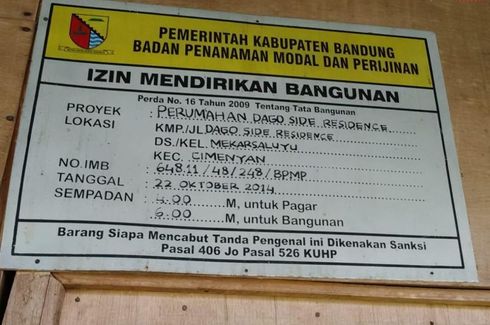 PEMERINTAH KABUPATEN BANDUNG
BADAN PENANAMAN MODAL DAN PERIJINAN
IZIN MENDIRIKAN BANGUNAN
Perda No. 16 Tahun 2009 Tentang Tata Bangunan
PROYEK : PERUMAHAN DAGO SIDE RESIDENCE
LOKASI KMP./JL DAGO SIDE RESIDENCE
DS./KEL. MEKARSALUYU
KEC. CIMENYAN
NO.IMB : 648.11/48/248/BPMP
TANGGAL : 22 OKTOBER 2014
SEMPADAN : 4.00 M, untuk Pagar
6.00 M, untuk Bangunan
Barang Siapa Mencabut Tanda Pengenal ini Dikenakan Sanksi
Pasal 406 Jo Pasal 526 KUHP